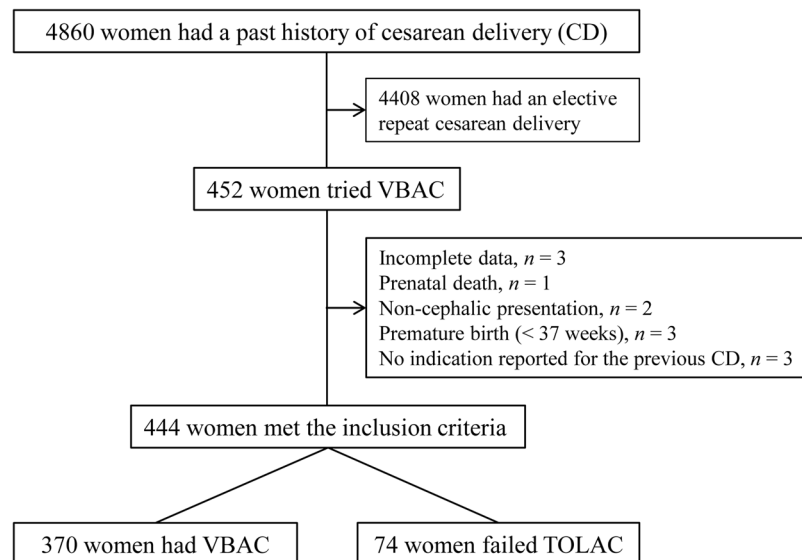 4860 women had a past history of cesarean delivery (CD)
4408 women had an elective
repeat cesarean delivery
452 women tried VBAC
Incomplete data, n = 3
Prenatal death, n = 1
Non-cephalic presentation, n = 2
Premature birth (< 37 weeks), n = 3
No indication reported for the previous CD, n = 3
444 women met the inclusion criteria
370 women had VBAC
74 women failed TOLAC